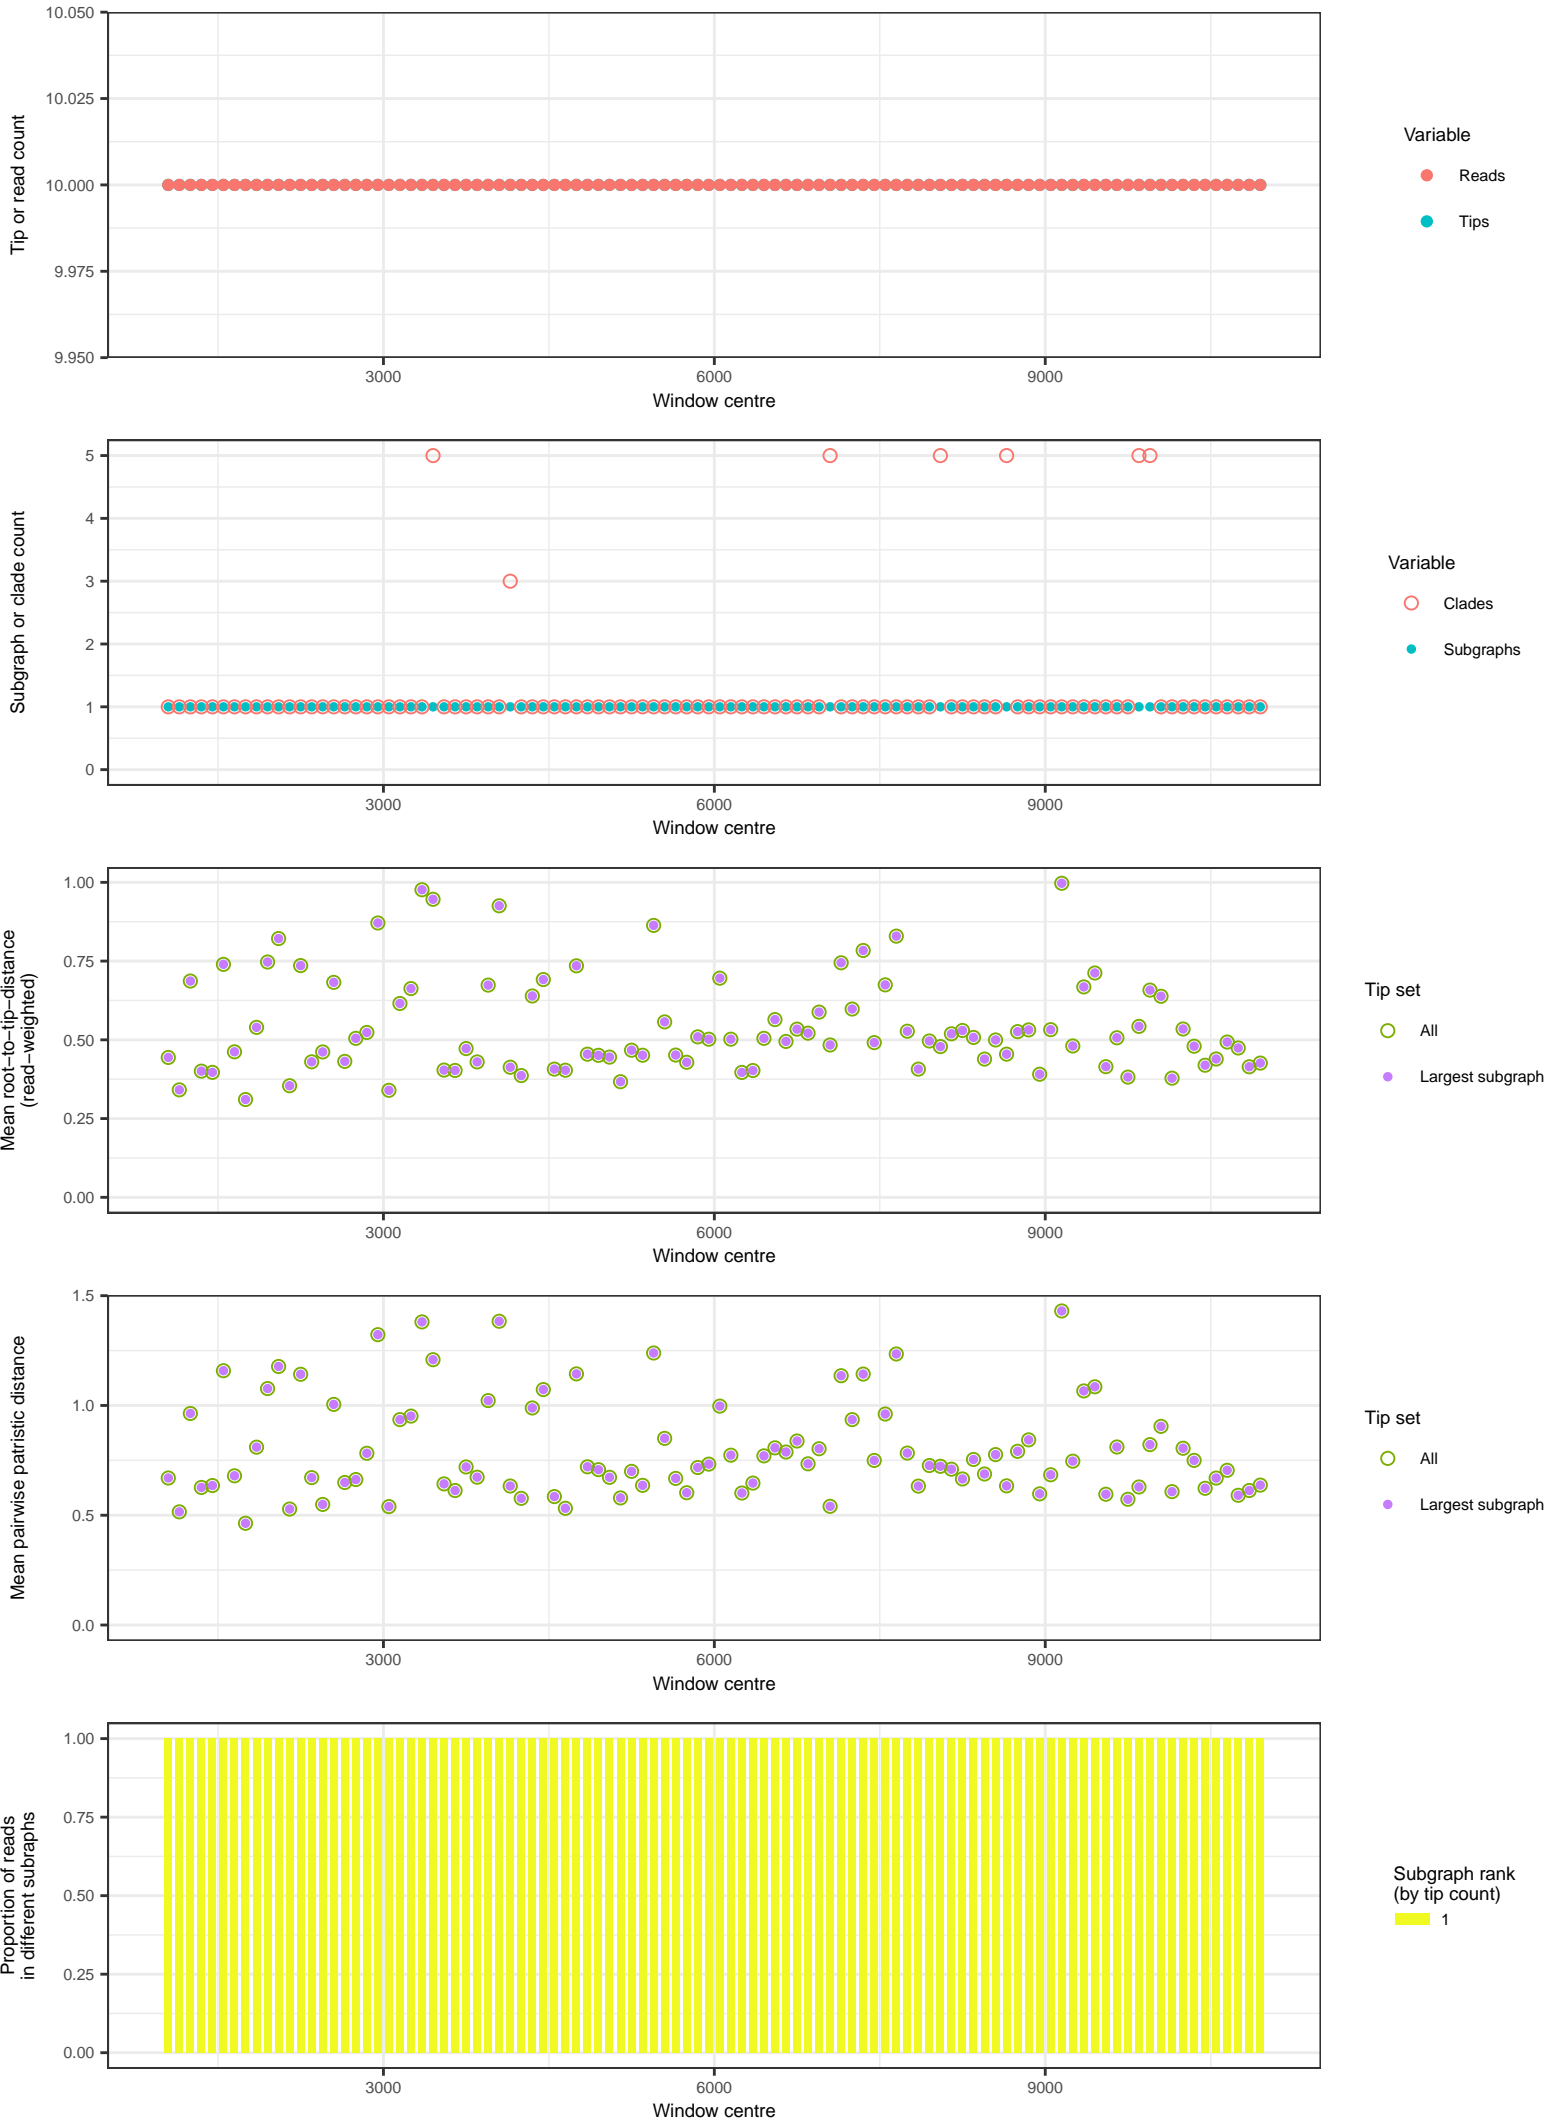 10.050
10.025
10.000
9.975
9.950
Tip or read count
3000 6000 9000
Window centre
Variable
Reads
Tips
5
4
3
2
1
0
Subgraph or clade count
3000 6000 9000
Window centre
Variable
Clades
Subgraphs
1.00
0.75
0.50
0.25
0.00
Mean root−to−tip−distance
(read−weighted)
3000 6000 9000
Window centre
Tip set
All
Largest subgraph
1.5
1.0
0.5
0.0
Mean pairwise patristic distance
3000 6000 9000
Window centre
Tip set
All
Largest subgraph
1.00
0.75
0.50
0.25
0.00
Proportion of reads
in different subraphs
3000 6000 9000
Window centre
Subgraph rank
(by tip count)
1